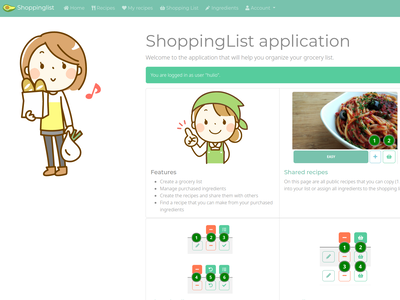 Shoppinglist Home Recipes My recipes Shopping List Ingredients Account
ShoppingList application
Welcome to the application that will help you organize your grocery list.
You are logged in as user "hulio".
1 2
Features
Create a grocery list
Manage purchased ingredients
Create the recipes and share them with others
Find a recipe that you can make from your purchased
ingredients
Shared recipes
On this page are all public recipes that you can copy (1
into your list or assign all ingredients to the shopping l
1 2 3
4 5 6
1 2
3 4